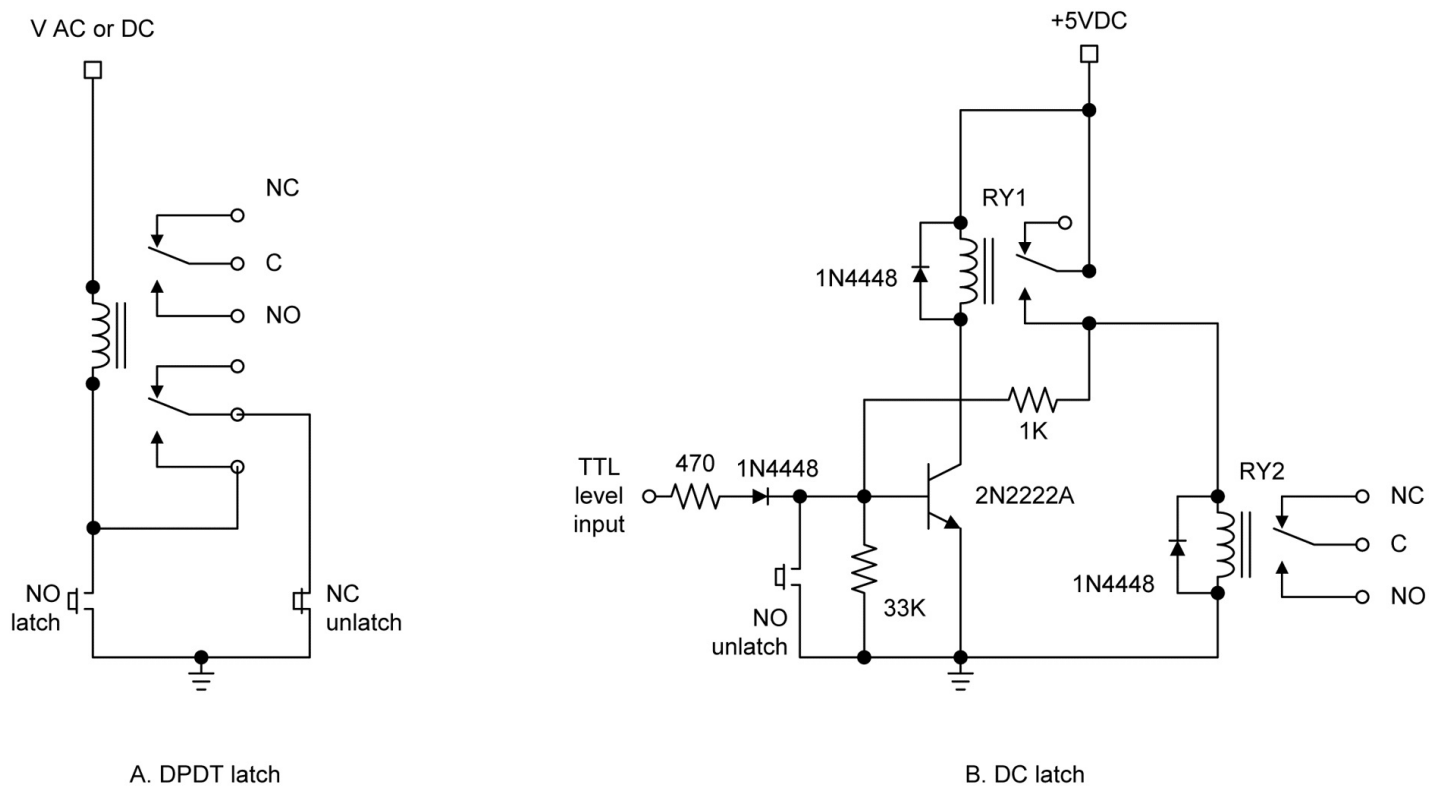 V AC or DC
NC
C
NO
NO
latch
NC
unlatch
A. DPDT latch
+5VDC
RY1
1N4448
1K
TTL
level
input
470
1N4448
2N2222A
NO
unlatch
33K
RY2
1N4448
NC
C
NO
B. DC latch